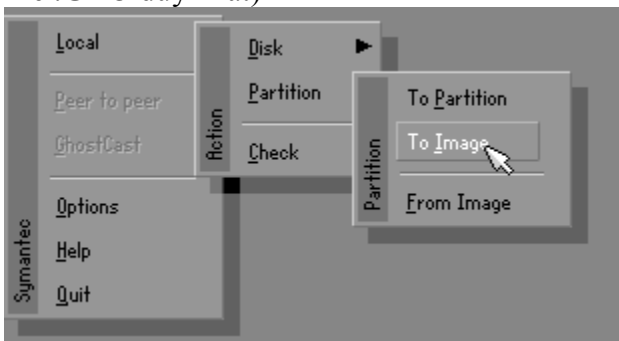 Local
Peer to peer
GhostCast
Options
Help
Quit
Symantec
Disk
Partition
Check
Action
To Partition
To Image
From Image
Partition